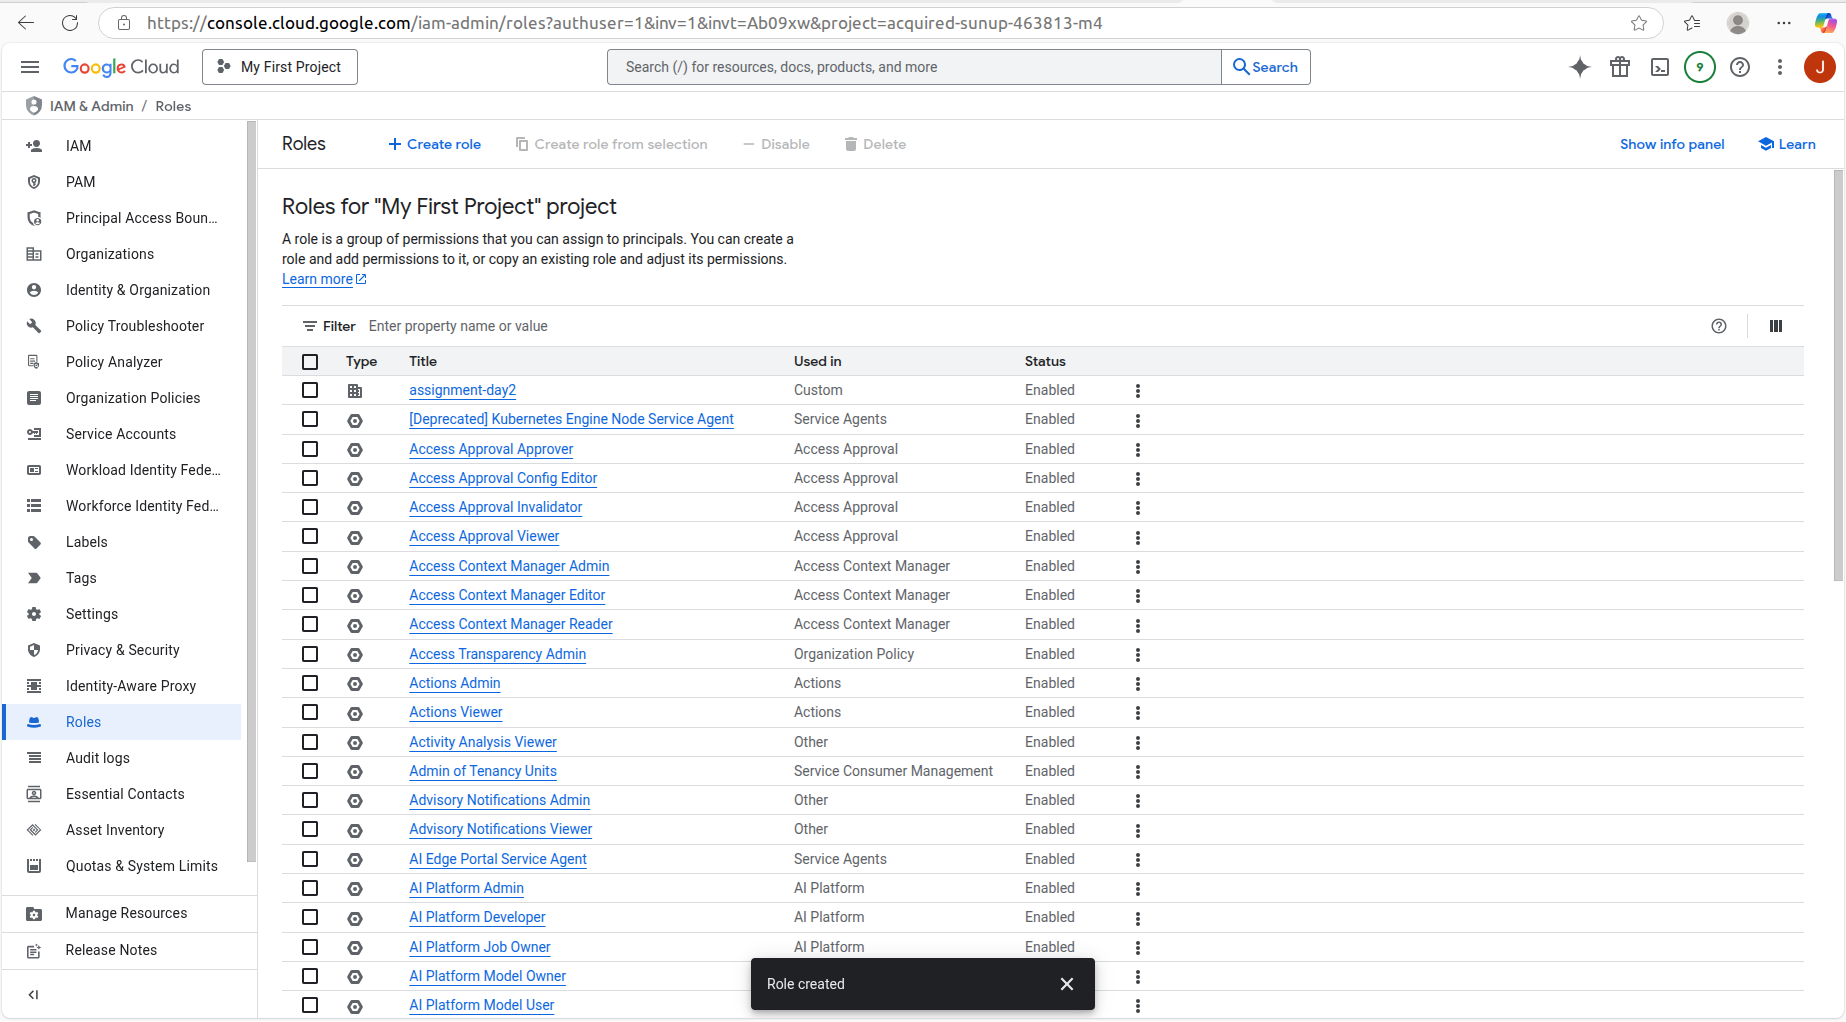 https://console.cloud.google.com/iam-admin/roles?authuser=1&inv=1&invt=Ab09xw&project=acquired-sunup-463813-m4
Google Cloud
My First Project
Search (/) for resources, docs, products, and more
Search
9
J
IAM & Admin / Roles
IAM
PAM
Principal Access Boun...
Organizations
Identity & Organization
Policy Troubleshooter
Policy Analyzer
Organization Policies
Service Accounts
Workload Identity Fede...
Workforce Identity Fed...
Labels
Tags
Settings
Privacy & Security
Identity-Aware Proxy
Roles
Audit logs
Essential Contacts
Asset Inventory
Quotas & System Limits
Manage Resources
Release Notes
Roles
Create role
Create role from selection
Disable
Delete
Show info panel
Learn
Roles for "My First Project" project
A role is a group of permissions that you can assign to principals. You can create a
role and add permissions to it, or copy an existing role and adjust its permissions.
Learn more
Filter Enter property name or value
Type Title Used in Status
assignment-day2 Custom Enabled
[Deprecated] Kubernetes Engine Node Service Agent Service Agents Enabled
Access Approval Approver Access Approval Enabled
Access Approval Config Editor Access Approval Enabled
Access Approval Invalidator Access Approval Enabled
Access Approval Viewer Access Approval Enabled
Access Context Manager Admin Access Context Manager Enabled
Access Context Manager Editor Access Context Manager Enabled
Access Context Manager Reader Access Context Manager Enabled
Access Transparency Admin Organization Policy Enabled
Actions Admin Actions Enabled
Actions Viewer Actions Enabled
Activity Analysis Viewer Other Enabled
Admin of Tenancy Units Service Consumer Management Enabled
Advisory Notifications Admin Other Enabled
Advisory Notifications Viewer Other Enabled
AI Edge Portal Service Agent Service Agents Enabled
AI Platform Admin AI Platform Enabled
AI Platform Developer AI Platform Enabled
AI Platform Job Owner AI Platform Enabled
AI Platform Model Owner
AI Platform Model User
Role created